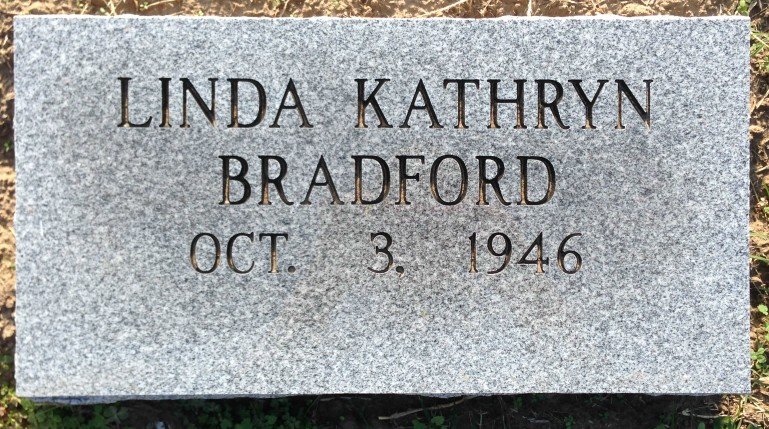 LINDA KATHRYN
BRADFORD
OCT. 3, 1946